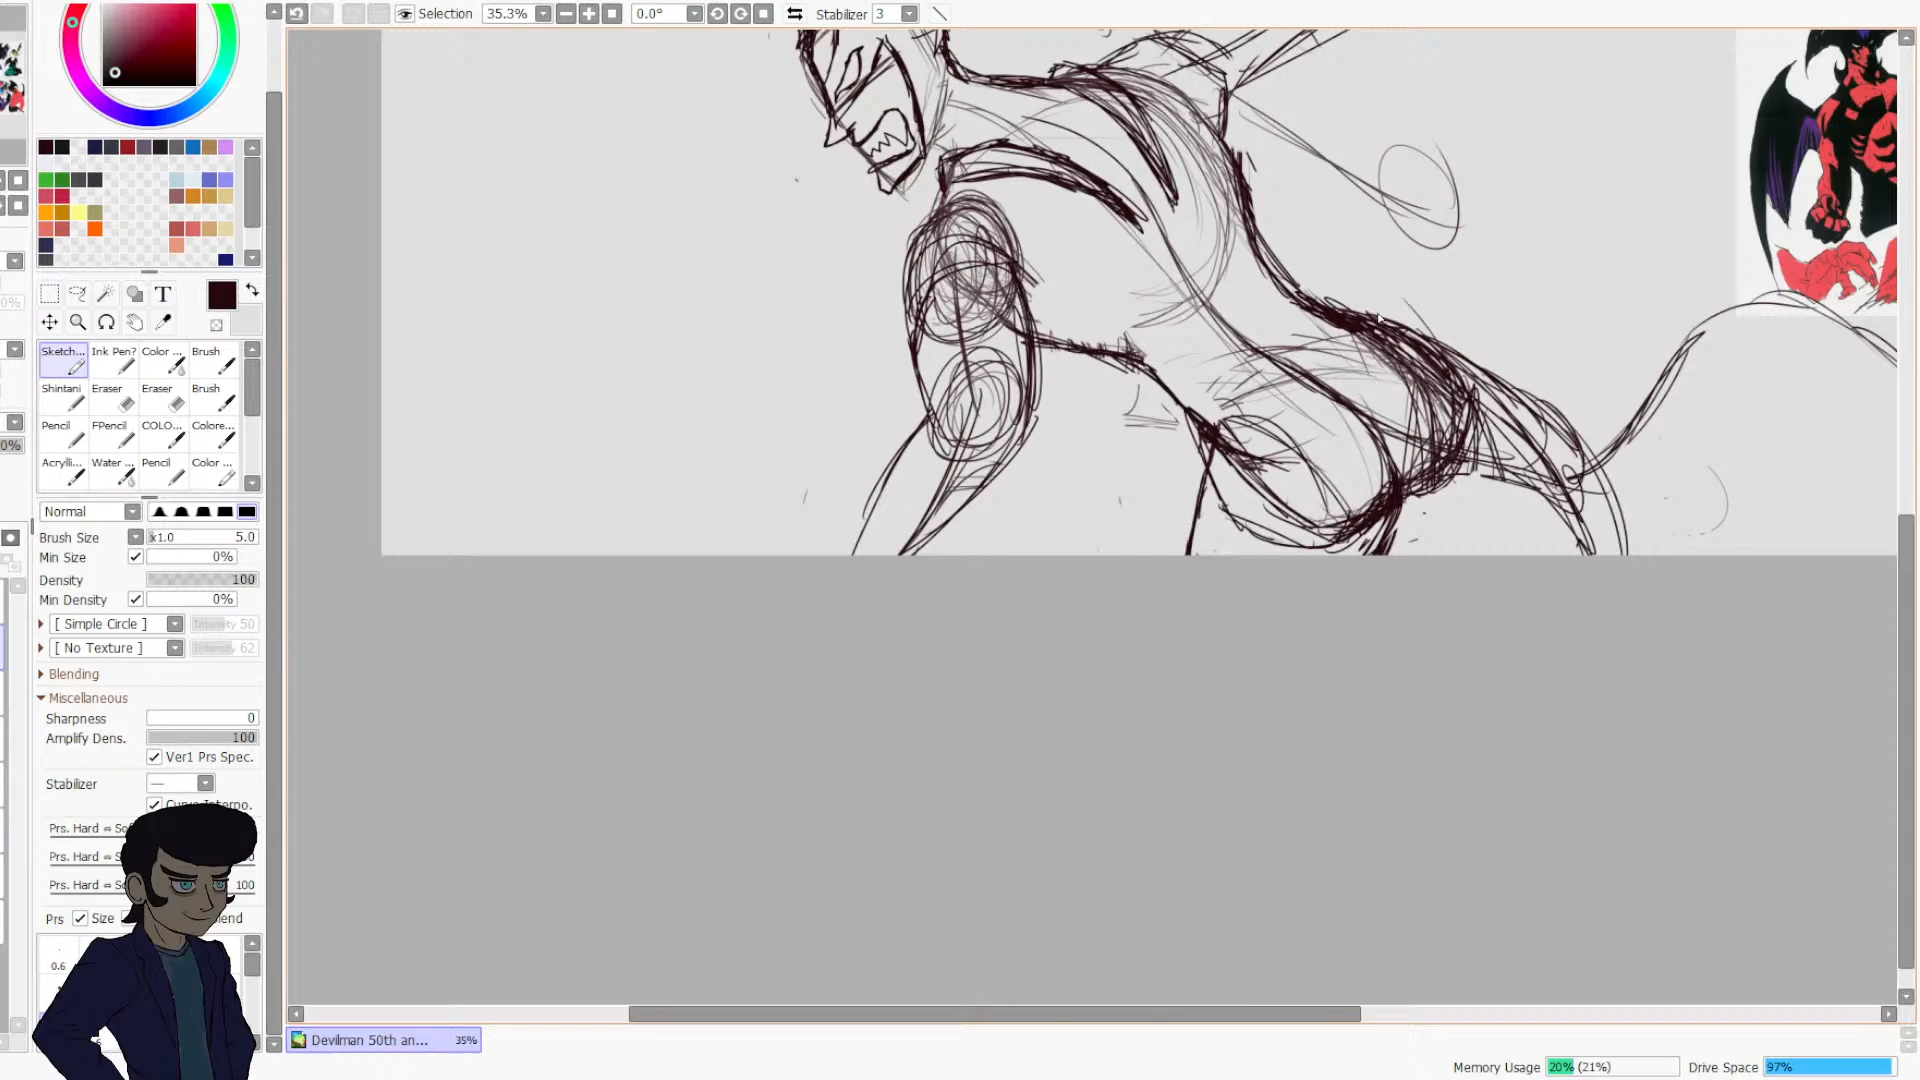 Selection 35.3% 0.0° Stabilizer 3
T
Sketch... Ink Pen? Color ... Brush
Shintani Eraser Eraser Brush
Pencil FPencil COLO... Colore...
Acrylli... Water ... Pencil Color ...
Normal
Brush Size x1.0 5.0
Min Size 0%
Density 100
Min Density 0%
[ Simple Circle ] Intensity 50
[ No Texture ] Intensity 62
Blending
Miscellaneous
Sharpness 0
Amplify Dens. 100
Ver1 Prs Spec.
Stabilizer
Curve Interpo.
Prs. Hard ⇔ So
Prs. Hard ⇔ So
Prs. Hard ⇔ So 100
Prs Size lend
0.6
0%
0%
Devilman 50th an... 35%
Memory Usage 20% (21%) Drive Space 97%